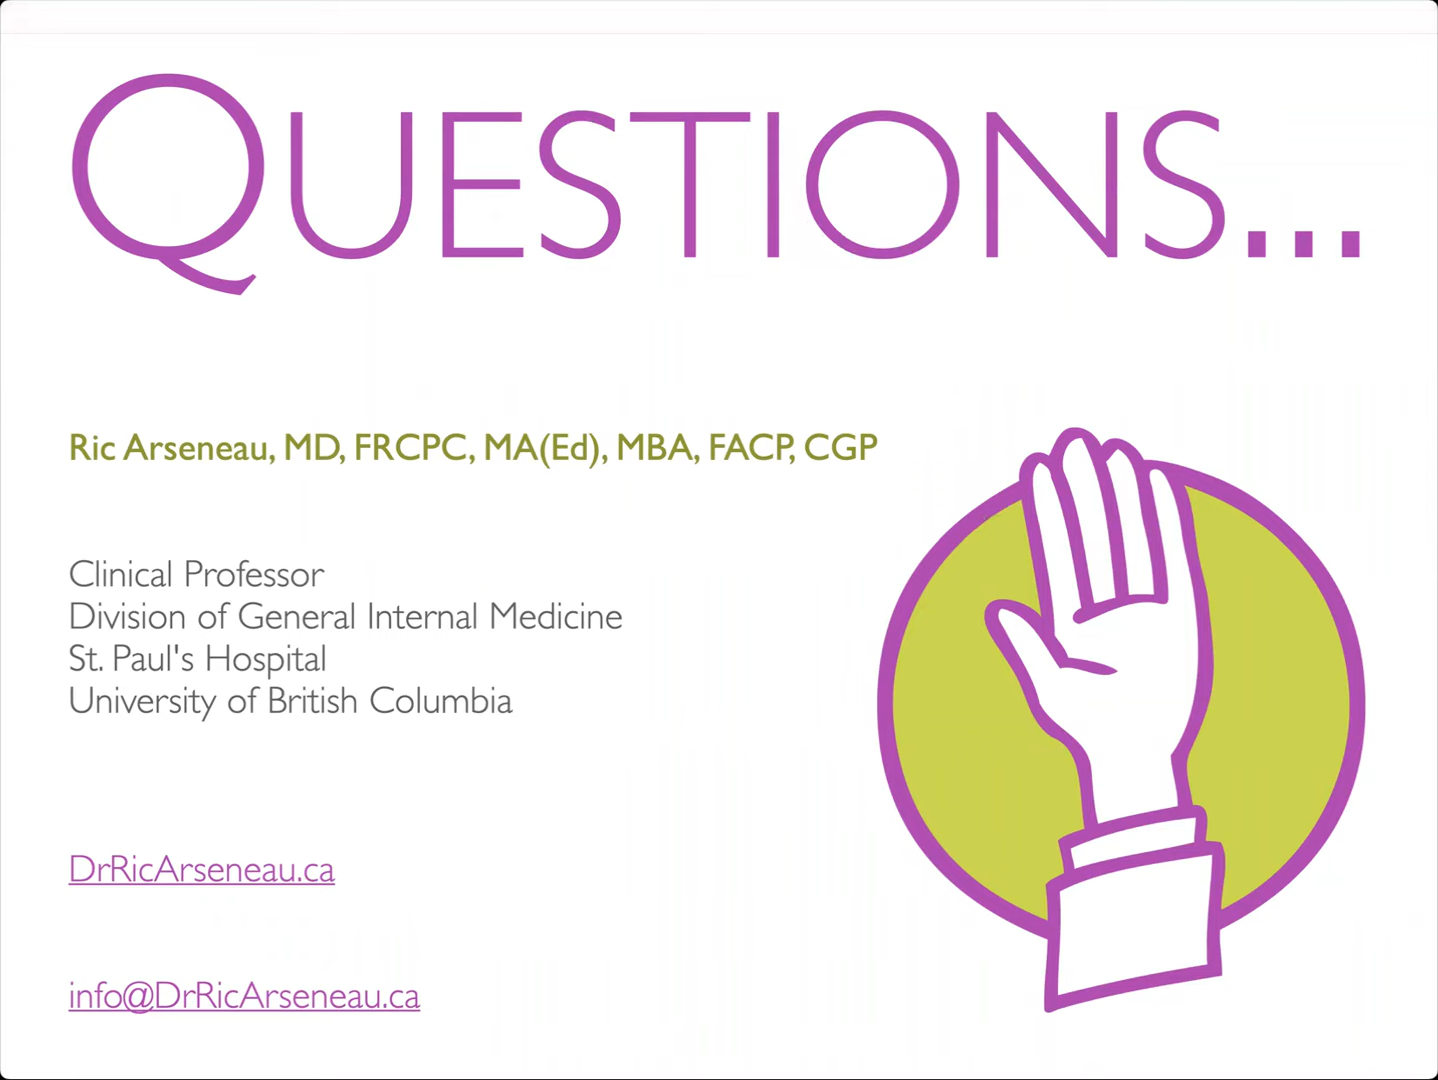 QUESTIONS...
Ric Arseneau, MD, FRCPC, MA(Ed), MBA, FACP, CGP
Clinical Professor
Division of General Internal Medicine
St. Paul's Hospital
University of British Columbia
DrRicArseneau.ca
info@DrRicArseneau.ca